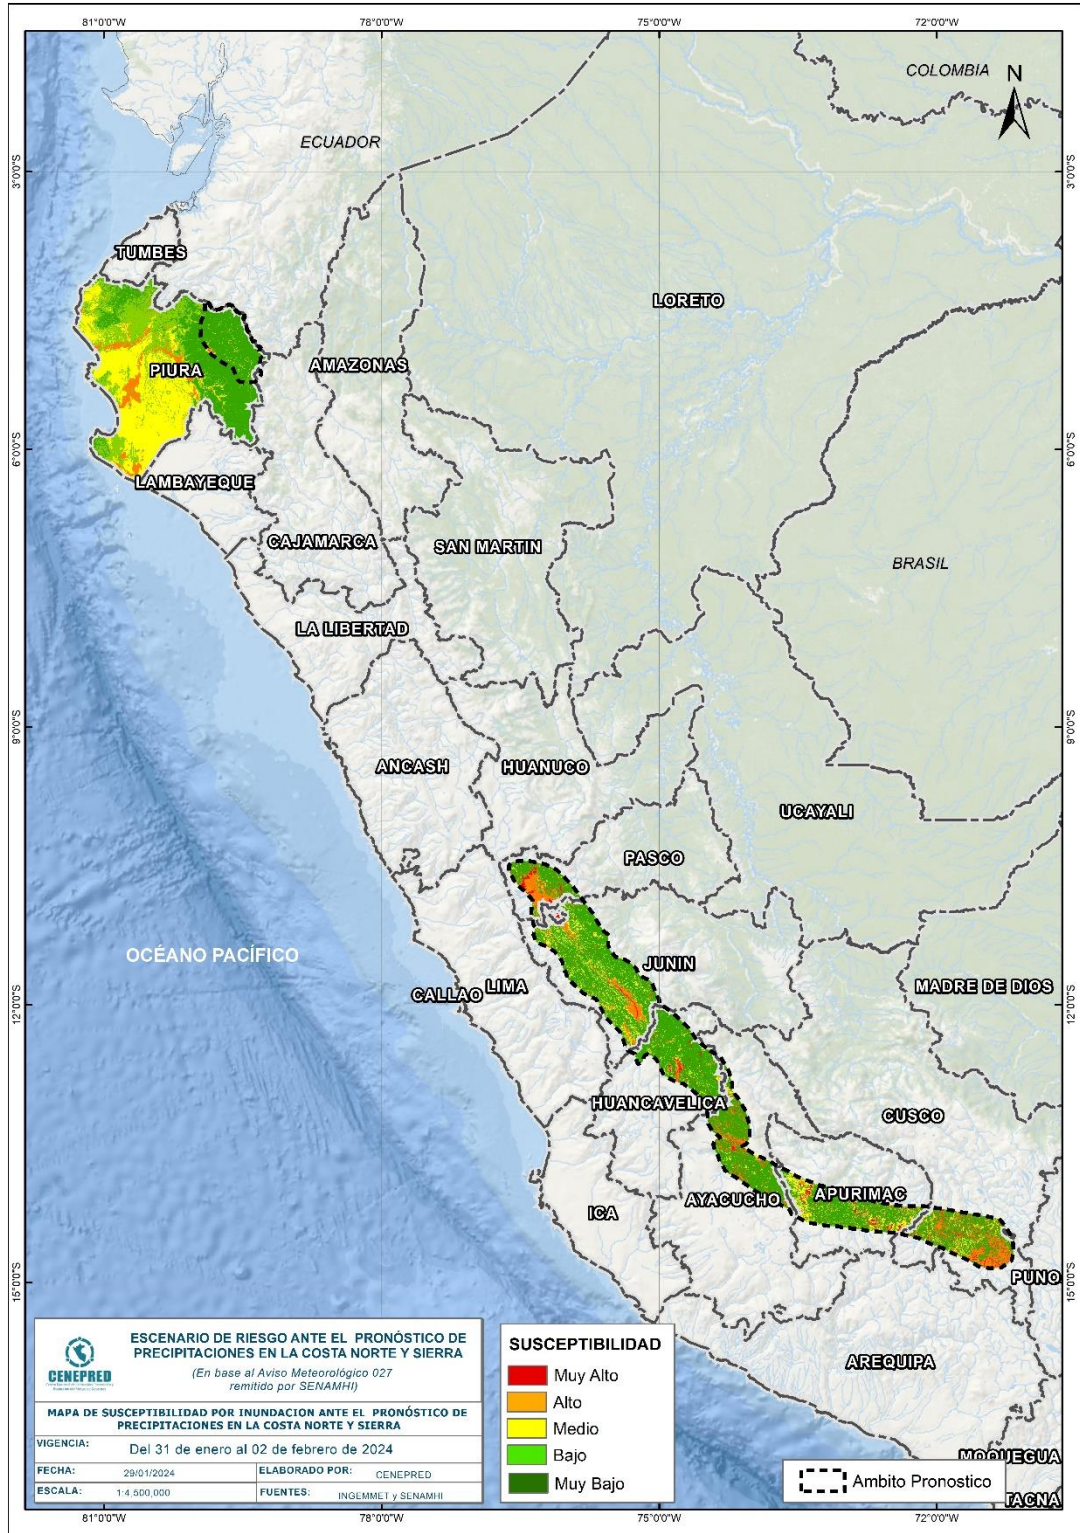 81°0'0"W
78°0'0"W
75°0'0"W
72°0'0"W
COLOMBIA
N
ECUADOR
3°0'0"S
3°0'0"S
TUMBES
LORETO
PIURA
AMAZONAS
6°0'0"S
6°0'0"S
LAMBAYEQUE
CAJAMARCA
SAN MARTIN
BRASIL
LA LIBERTAD
9°0'0"S
9°0'0"S
ANCASH
HUANUCO
UCAYALI
PASCO
OCÉANO PACÍFICO
JUNIN
LIMA
CALLAO
MADRE DE DIOS
12°0'0"S
12°0'0"S
HUANCAVELICA
CUSCO
AYACUCHO
APURIMAC
ICA
15°0'0"S
15°0'0"S
PUNO
AREQUIPA
MOQUEGUA
TACNA
CENEPRED
ESCENARIO DE RIESGO ANTE EL PRONÓSTICO DE
PRECIPITACIONES EN LA COSTA NORTE Y SIERRA
(En base al Aviso Meteorológico 027
remitido por SENAMHI)
MAPA DE SUSCEPTIBILIDAD POR INUNDACION ANTE EL PRONÓSTICO DE
PRECIPITACIONES EN LA COSTA NORTE Y SIERRA
VIGENCIA: Del 31 de enero al 02 de febrero de 2024
FECHA: 29/01/2024 ELABORADO POR: CENEPRED
ESCALA: 1:4,500,000 FUENTES: INGEMMET y SENAMHI
SUSCEPTIBILIDAD
Muy Alto
Alto
Medio
Bajo
Muy Bajo
Ambito Pronostico
81°0'0"W
78°0'0"W
75°0'0"W
72°0'0"W